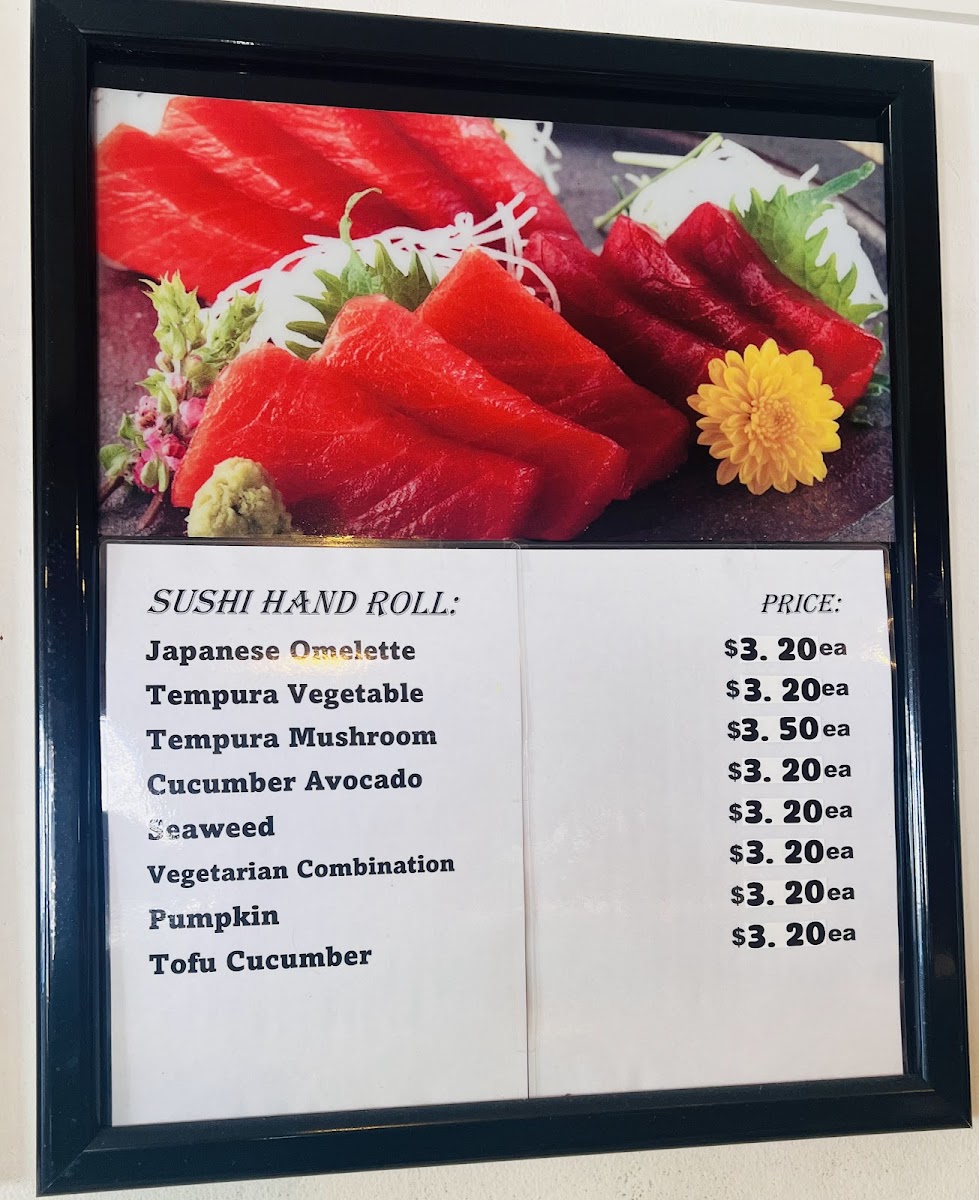 SUSHI HAND ROLL: PRICE:
Japanese Omelette $3. 20ea
Tempura Vegetable $3. 20ea
Tempura Mushroom $3. 50ea
Cucumber Avocado $3. 20ea
Seaweed $3. 20ea
Vegetarian Combination $3. 20ea
Pumpkin $3. 20ea
Tofu Cucumber $3. 20ea